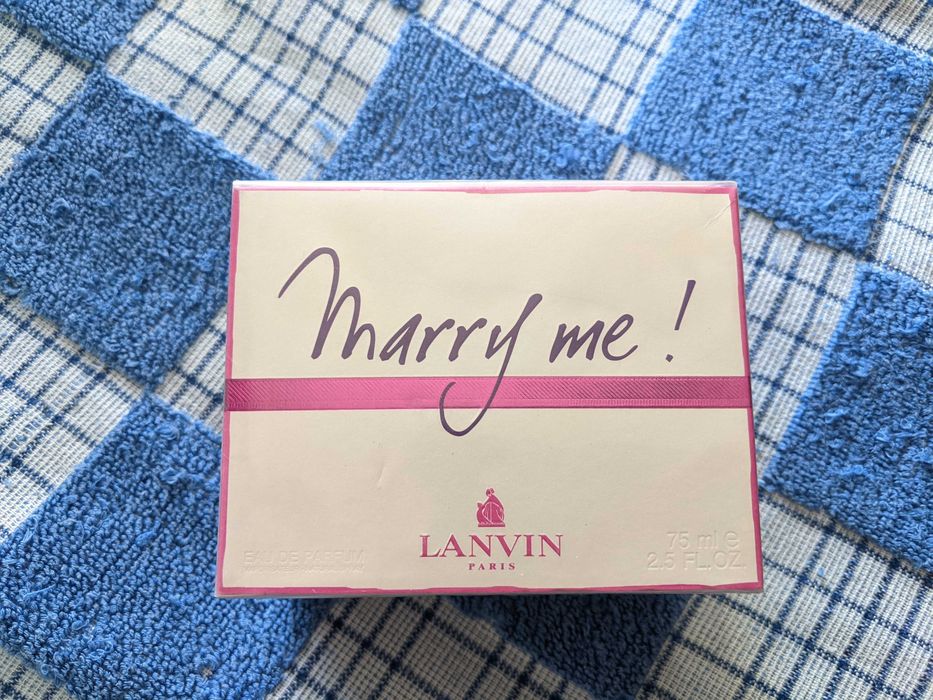 Marry me!
LANVIN
PARIS
EAU DE PARFUM
75 ml e
2.5 FL.OZ.